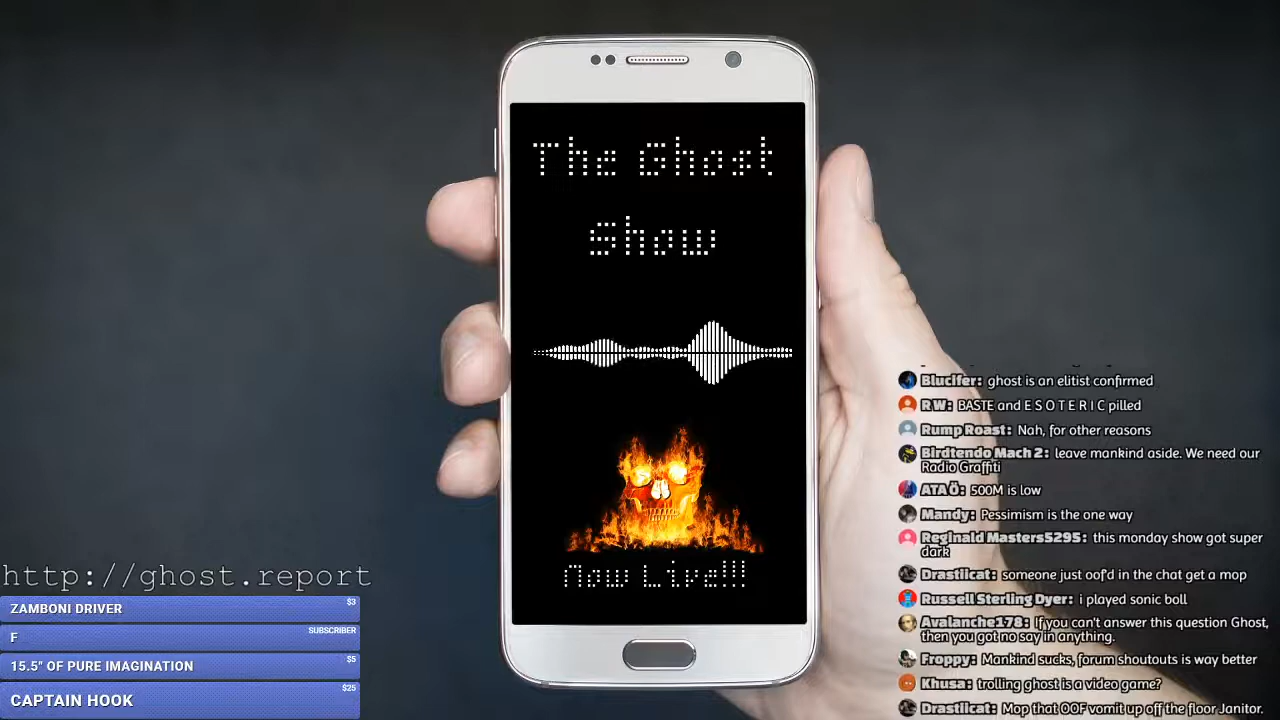 The Ghost
Show
Now Live!!!
http://ghost.report
ZAMBONI DRIVER $3
F SUBSCRIBER
15.5" OF PURE IMAGINATION $5
CAPTAIN HOOK $25
Blucifer: ghost is an elitist confirmed
R W: BASTE and E S O T E R I C pilled
Rump Roast: Nah, for other reasons
Birdtendo Mach 2: leave mankind aside. We need our
Radio Graffiti
ATAÖ: 500M is low
Mandy: Pessimism is the one way
Reginald Masters5295: this monday show got super
dark
Drastilcat: someone just oof'd in the chat get a mop
Russell Sterling Dyer: i played sonic boll
Avalanche178: If you can't answer this question Ghost,
then you got no say in anything.
Froppy: Mankind sucks, forum shoutouts is way better
Khusa: trolling ghost is a video game?
Drastilcat: Mop that OOF vomit up off the floor Janitor.